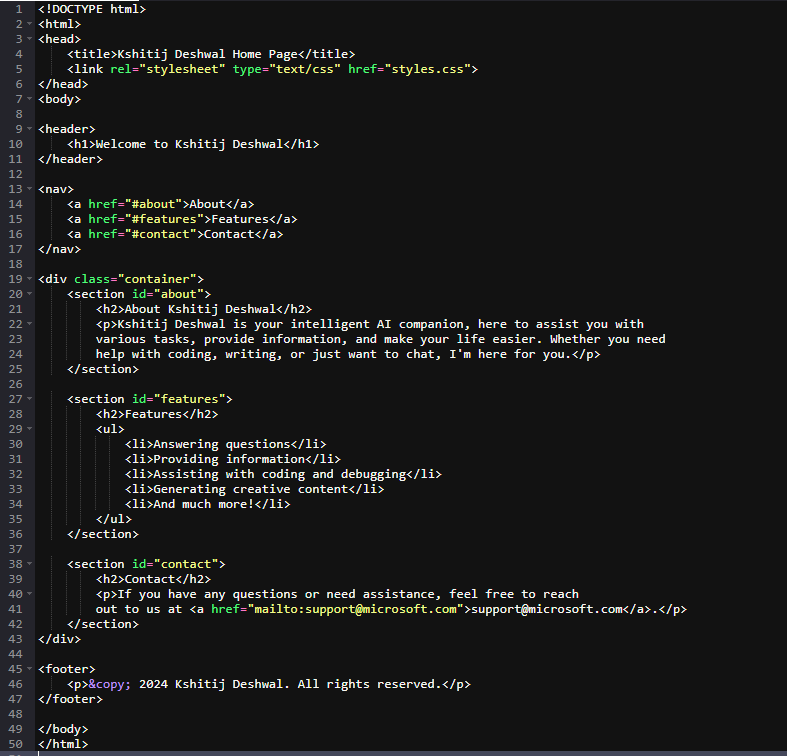 1 <!DOCTYPE html>
2 <html>
3 <head>
4     <title>Kshitij Deshwal Home Page</title>
5     <link rel="stylesheet" type="text/css" href="styles.css">
6 </head>
7 <body>
8
9 <header>
10     <h1>Welcome to Kshitij Deshwal</h1>
11 </header>
12
13 <nav>
14     <a href="#about">About</a>
15     <a href="#features">Features</a>
16     <a href="#contact">Contact</a>
17 </nav>
18
19 <div class="container">
20     <section id="about">
21         <h2>About Kshitij Deshwal</h2>
22         <p>Kshitij Deshwal is your intelligent AI companion, here to assist you with
23         various tasks, provide information, and make your life easier. Whether you need
24         help with coding, writing, or just want to chat, I'm here for you.</p>
25     </section>
26
27     <section id="features">
28         <h2>Features</h2>
29         <ul>
30             <li>Answering questions</li>
31             <li>Providing information</li>
32             <li>Assisting with coding and debugging</li>
33             <li>Generating creative content</li>
34             <li>And much more!</li>
35         </ul>
36     </section>
37
38     <section id="contact">
39         <h2>Contact</h2>
40         <p>If you have any questions or need assistance, feel free to reach
41         out to us at <a href="mailto:support@microsoft.com">support@microsoft.com</a>.</p>
42     </section>
43 </div>
44
45 <footer>
46     <p>&copy; 2024 Kshitij Deshwal. All rights reserved.</p>
47 </footer>
48
49 </body>
50 </html>